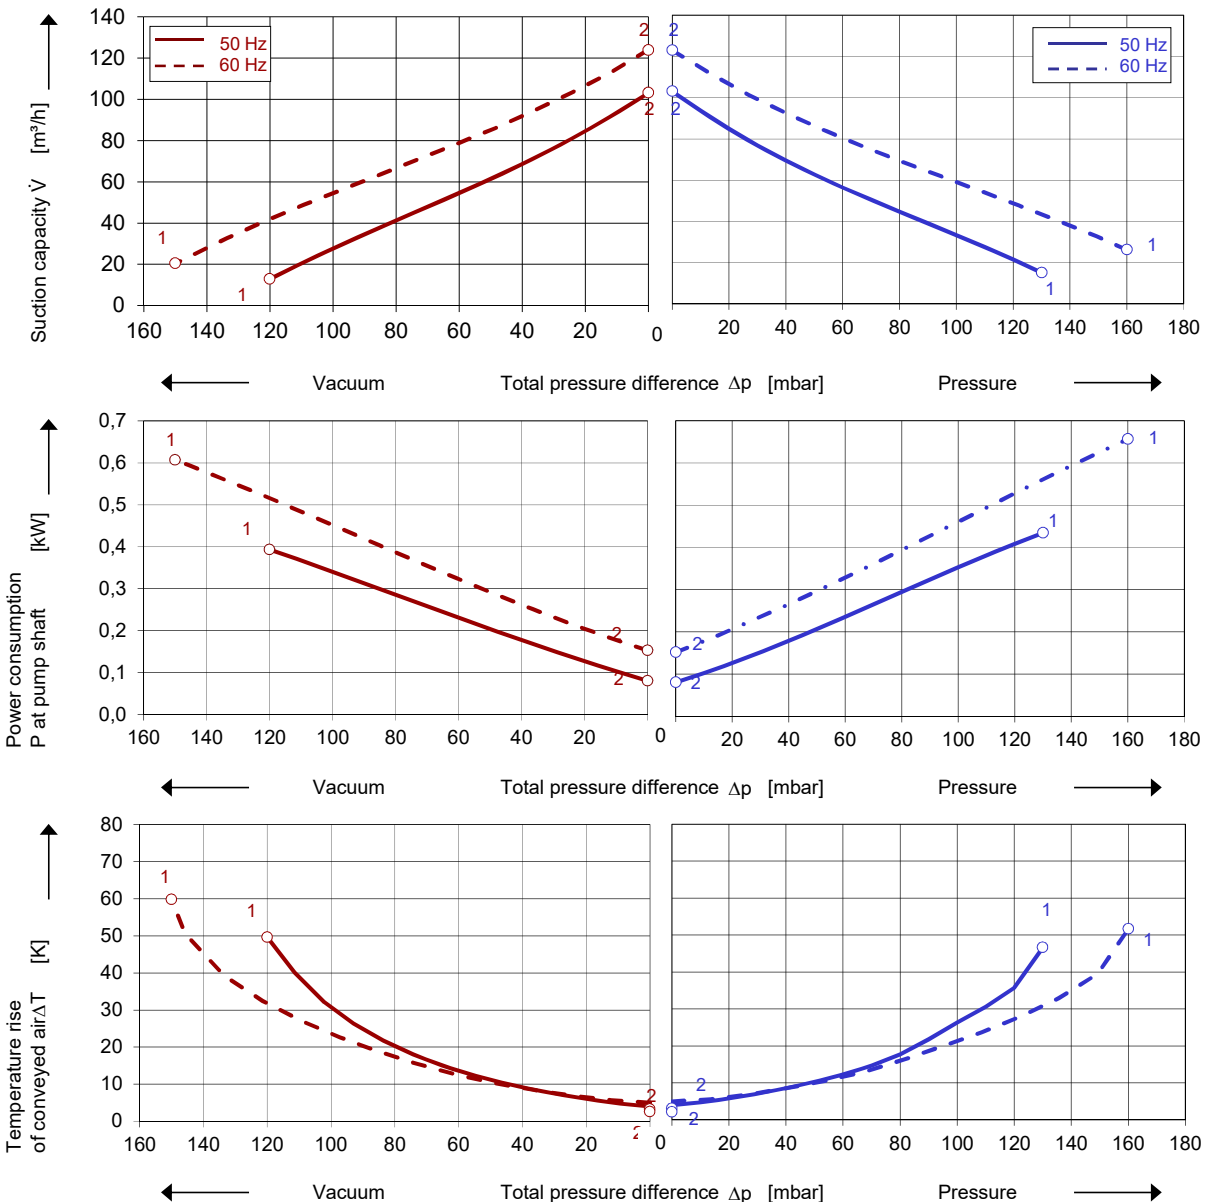 Suction capacity V̇ [m³/h]
140
120
100
80
60
40
20
0
50 Hz
60 Hz
2
2
1
1
160 140 120 100 80 60 40 20 0
50 Hz
60 Hz
2
2
1
1
20 40 60 80 100 120 140 160 180
Vacuum Total pressure difference Δp [mbar] Pressure
Power consumption
P at pump shaft [kW]
0,7
0,6
0,5
0,4
0,3
0,2
0,1
0,0
1
1
2
2
160 140 120 100 80 60 40 20 0
1
1
2
2
20 40 60 80 100 120 140 160 180
Vacuum Total pressure difference Δp [mbar] Pressure
Temperature rise
of conveyed airΔT [K]
80
70
60
50
40
30
20
10
0
1
1
2
2
160 140 120 100 80 60 40 20
1
1
2
2
0 20 40 60 80 100 120 140 160 180
Vacuum Total pressure difference Δp [mbar] Pressure